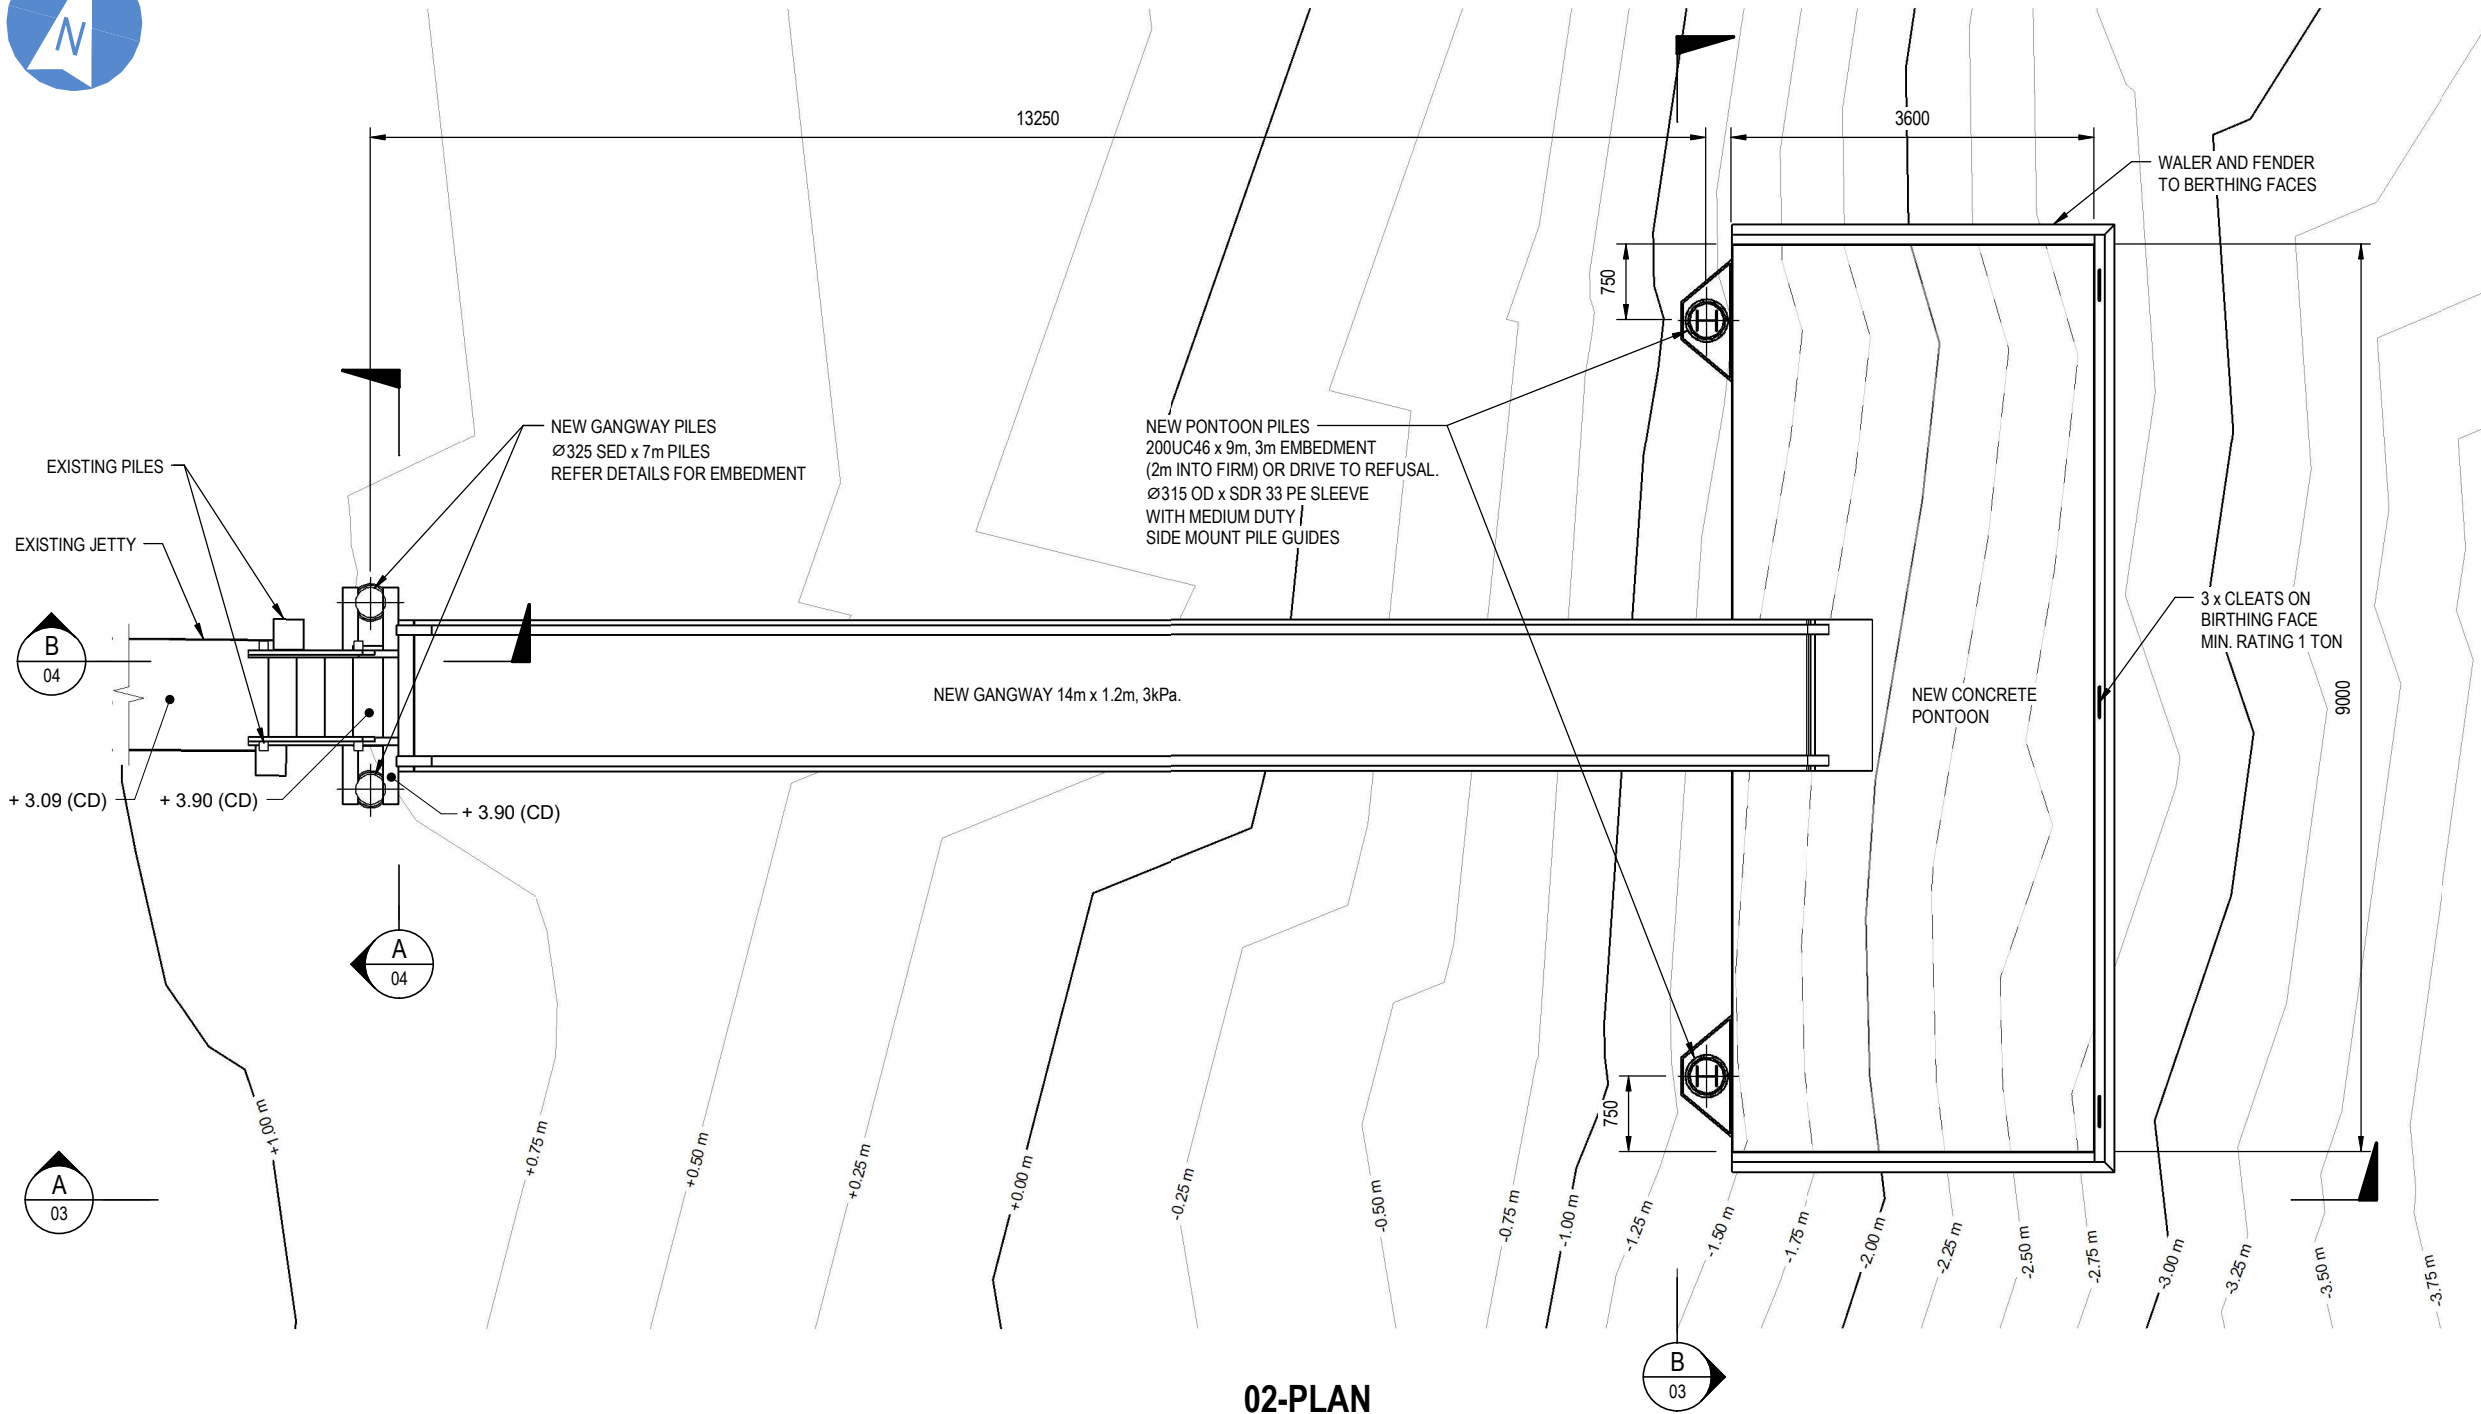 N
13250
3600
WALER AND FENDER
TO BERTHING FACES
750
NEW GANGWAY PILES
Ø325 SED x 7m PILES
REFER DETAILS FOR EMBEDMENT
NEW PONTOON PILES
200UC46 x 9m, 3m EMBEDMENT
(2m INTO FIRM) OR DRIVE TO REFUSAL.
Ø315 OD x SDR 33 PE SLEEVE
WITH MEDIUM DUTY
SIDE MOUNT PILE GUIDES
EXISTING PILES
EXISTING JETTY
3 x CLEATS ON
BIRTHING FACE
MIN. RATING 1 TON
B
04
NEW GANGWAY 14m x 1.2m, 3kPa.
NEW CONCRETE
PONTOON
9000
+ 3.09 (CD)
+ 3.90 (CD)
+ 3.90 (CD)
A
04
750
+1.00 m
+0.75 m
+0.50 m
+0.25 m
+0.00 m
-0.25 m
-0.50 m
-0.75 m
-1.00 m
-1.25 m
-1.50 m
-1.75 m
-2.00 m
-2.25 m
-2.50 m
-2.75 m
-3.00 m
-3.25 m
-3.50 m
-3.75 m
A
03
B
03
02-PLAN